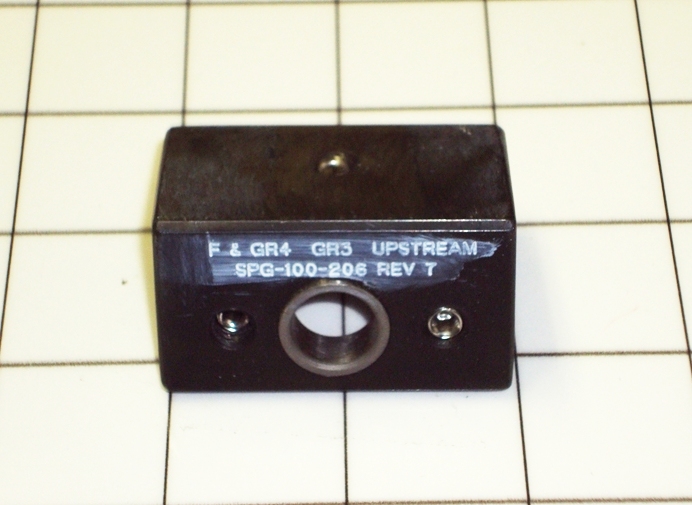 F & GR4 GR3 UPSTREAM
SPG-100-206 REV 7